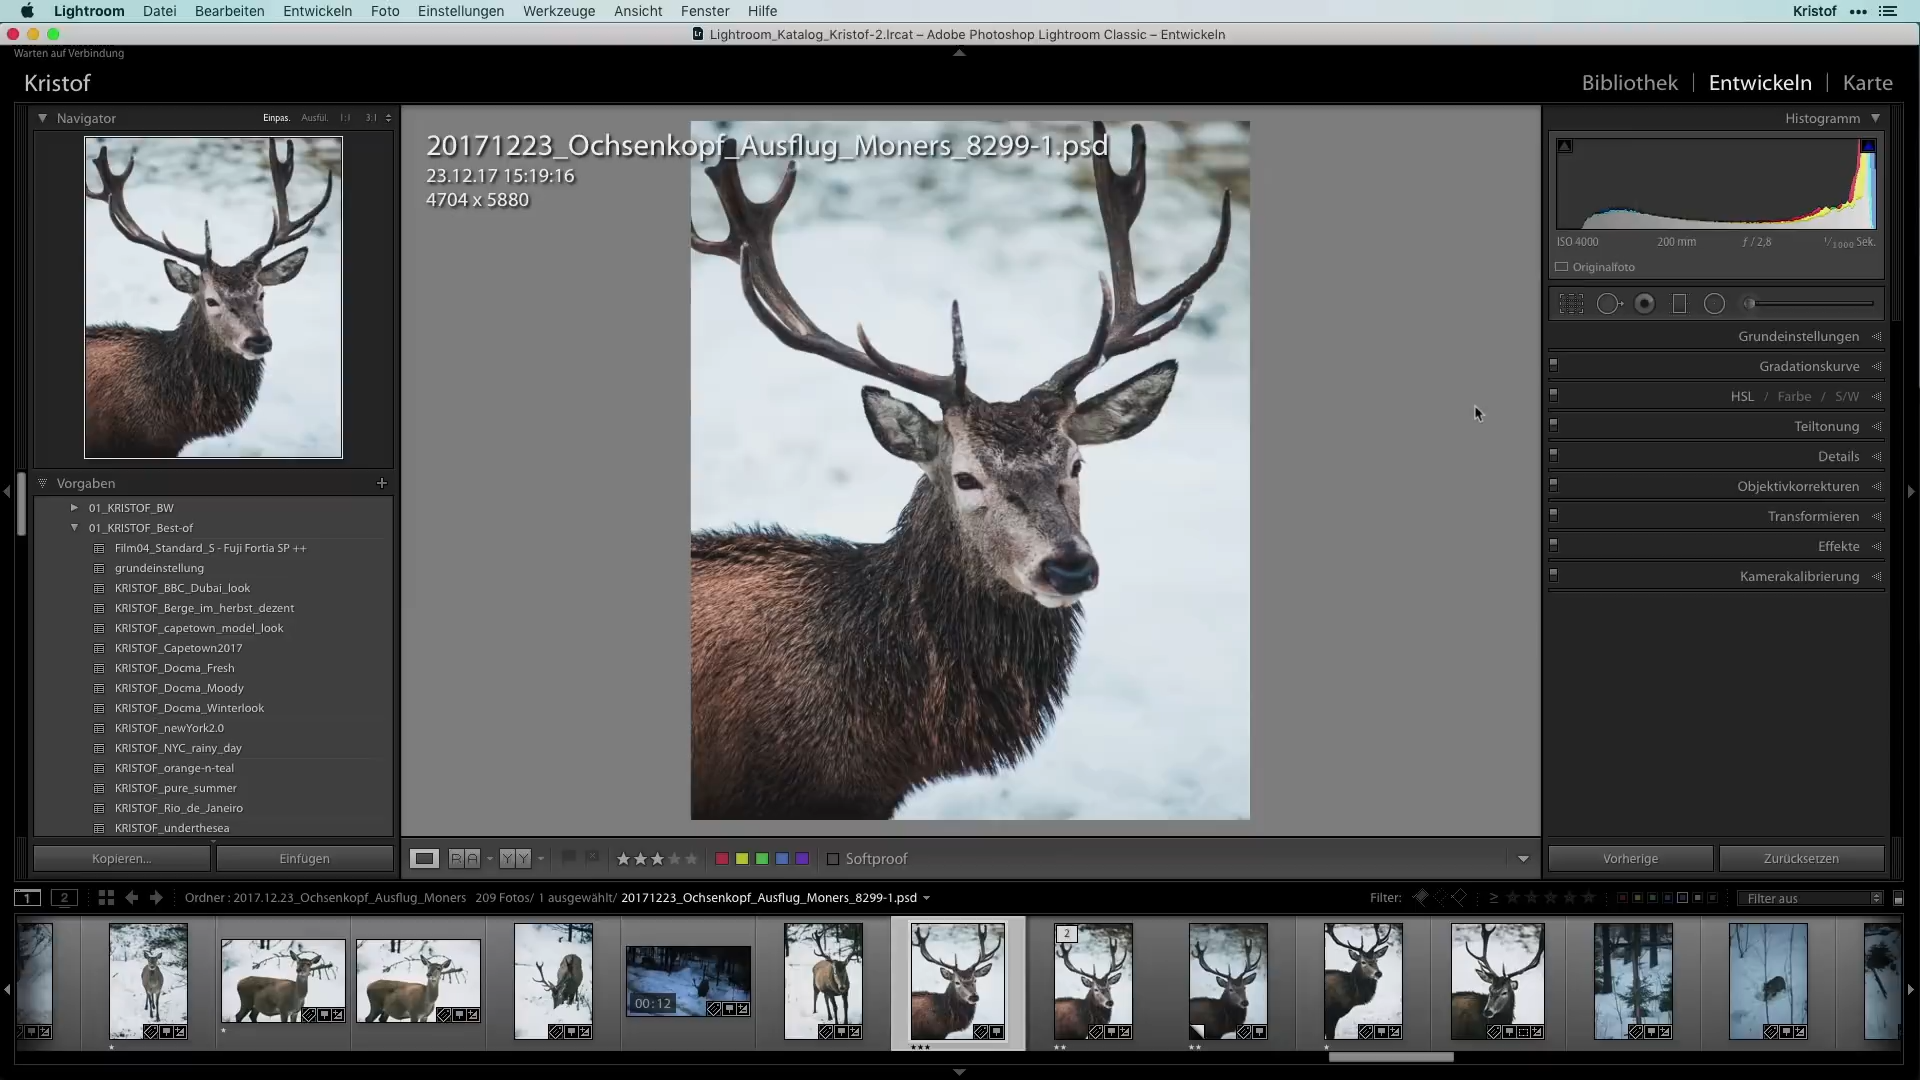 Lightroom Datei Bearbeiten Entwickeln Foto Einstellungen Werkzeuge Ansicht Fenster Hilfe Kristof
Lightroom_Katalog_Kristof-2.lrcat – Adobe Photoshop Lightroom Classic – Entwickeln
Warten auf Verbindung
Kristof
Bibliothek | Entwickeln | Karte
Navigator Einpas. Ausfül. 1:1 3:1
20171223_Ochsenkopf_Ausflug_Moners_8299-1.psd
23.12.17 15:19:16
4704 x 5880
Histogramm
ISO 4000 200 mm ƒ / 2,8 1/1000 Sek.
Originalfoto
Grundeinstellungen
Gradationskurve
HSL / Farbe / S/W
Teiltonung
Details
Objektivkorrekturen
Transformieren
Effekte
Kamerakalibrierung
Vorgaben +
01_KRISTOF_BW
01_KRISTOF_Best-of
Film04_Standard_S - Fuji Fortia SP ++
grundeinstellung
KRISTOF_BBC_Dubai_look
KRISTOF_Berge_im_herbst_dezent
KRISTOF_capetown_model_look
KRISTOF_Capetown2017
KRISTOF_Docma_Fresh
KRISTOF_Docma_Moody
KRISTOF_Docma_Winterlook
KRISTOF_newYork2.0
KRISTOF_NYC_rainy_day
KRISTOF_orange-n-teal
KRISTOF_pure_summer
KRISTOF_Rio_de_Janeiro
KRISTOF_underthesea
Kopieren... Einfügen
R A Y Y Softproof
Vorherige Zurücksetzen
1 2 Ordner : 2017.12.23_Ochsenkopf_Ausflug_Moners 209 Fotos/ 1 ausgewählt/ 20171223_Ochsenkopf_Ausflug_Moners_8299-1.psd
Filter: ≥ Filter aus
2
00:12